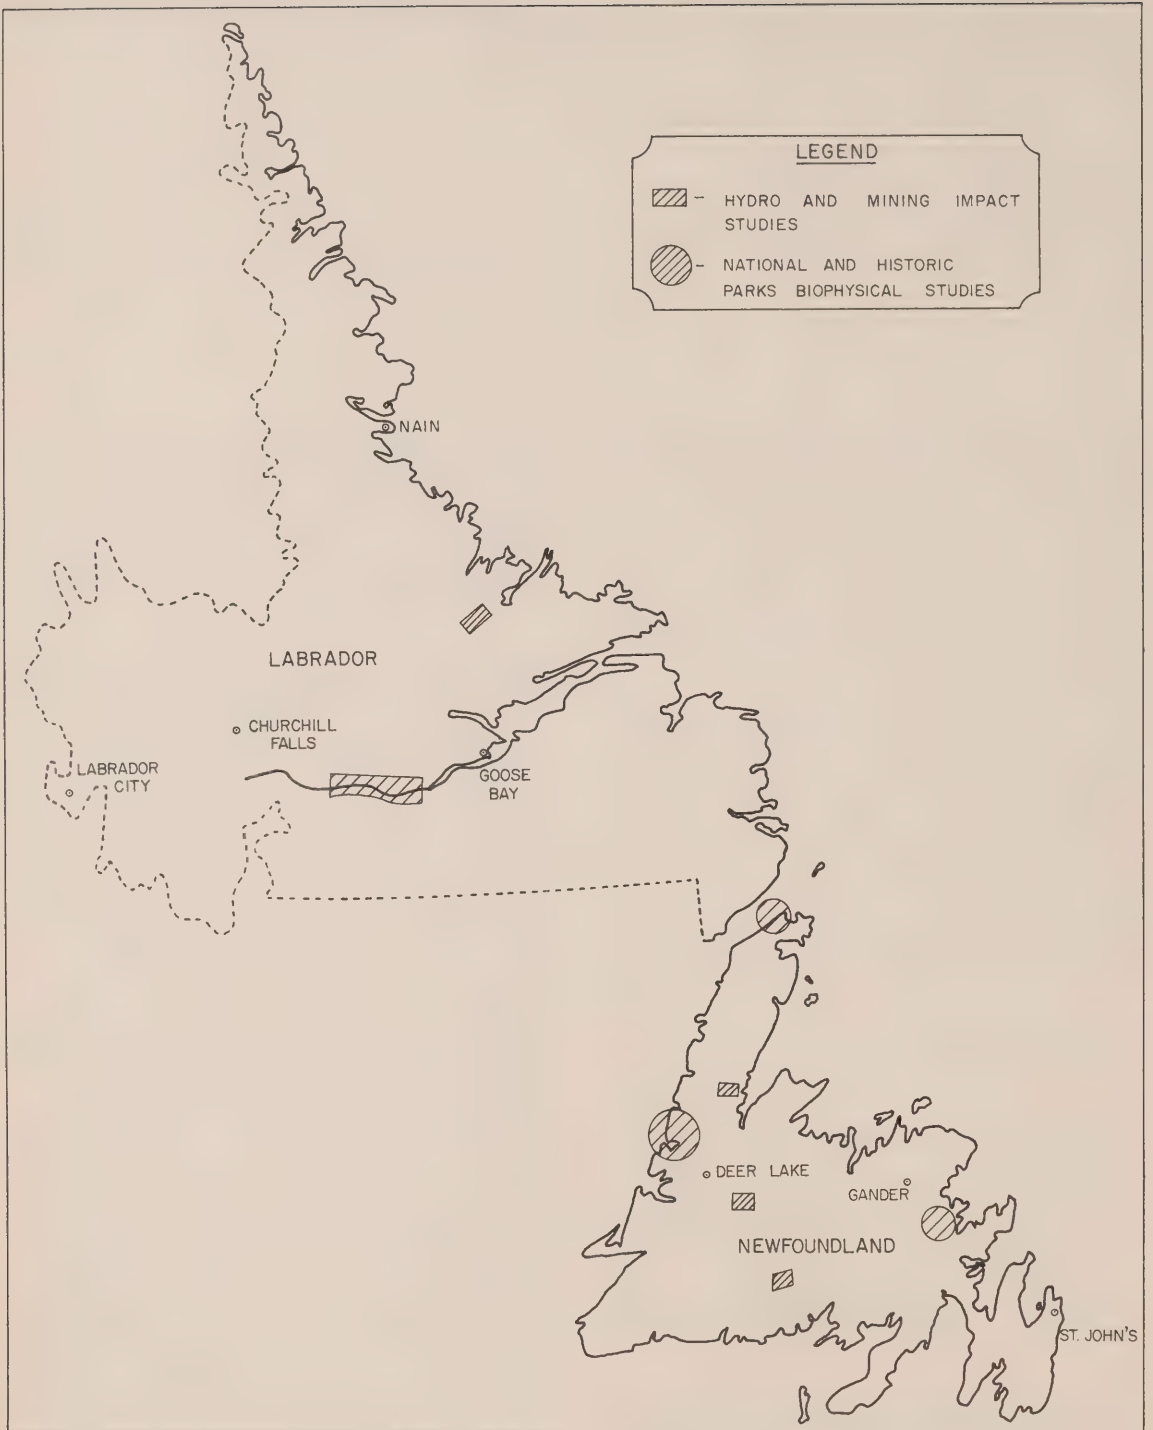 LEGEND
- HYDRO AND MINING IMPACT
STUDIES
- NATIONAL AND HISTORIC
PARKS BIOPHYSICAL STUDIES
NAIN
LABRADOR
CHURCHILL
FALLS
LABRADOR
CITY
GOOSE
BAY
DEER LAKE
GANDER
NEWFOUNDLAND
ST. JOHN'S